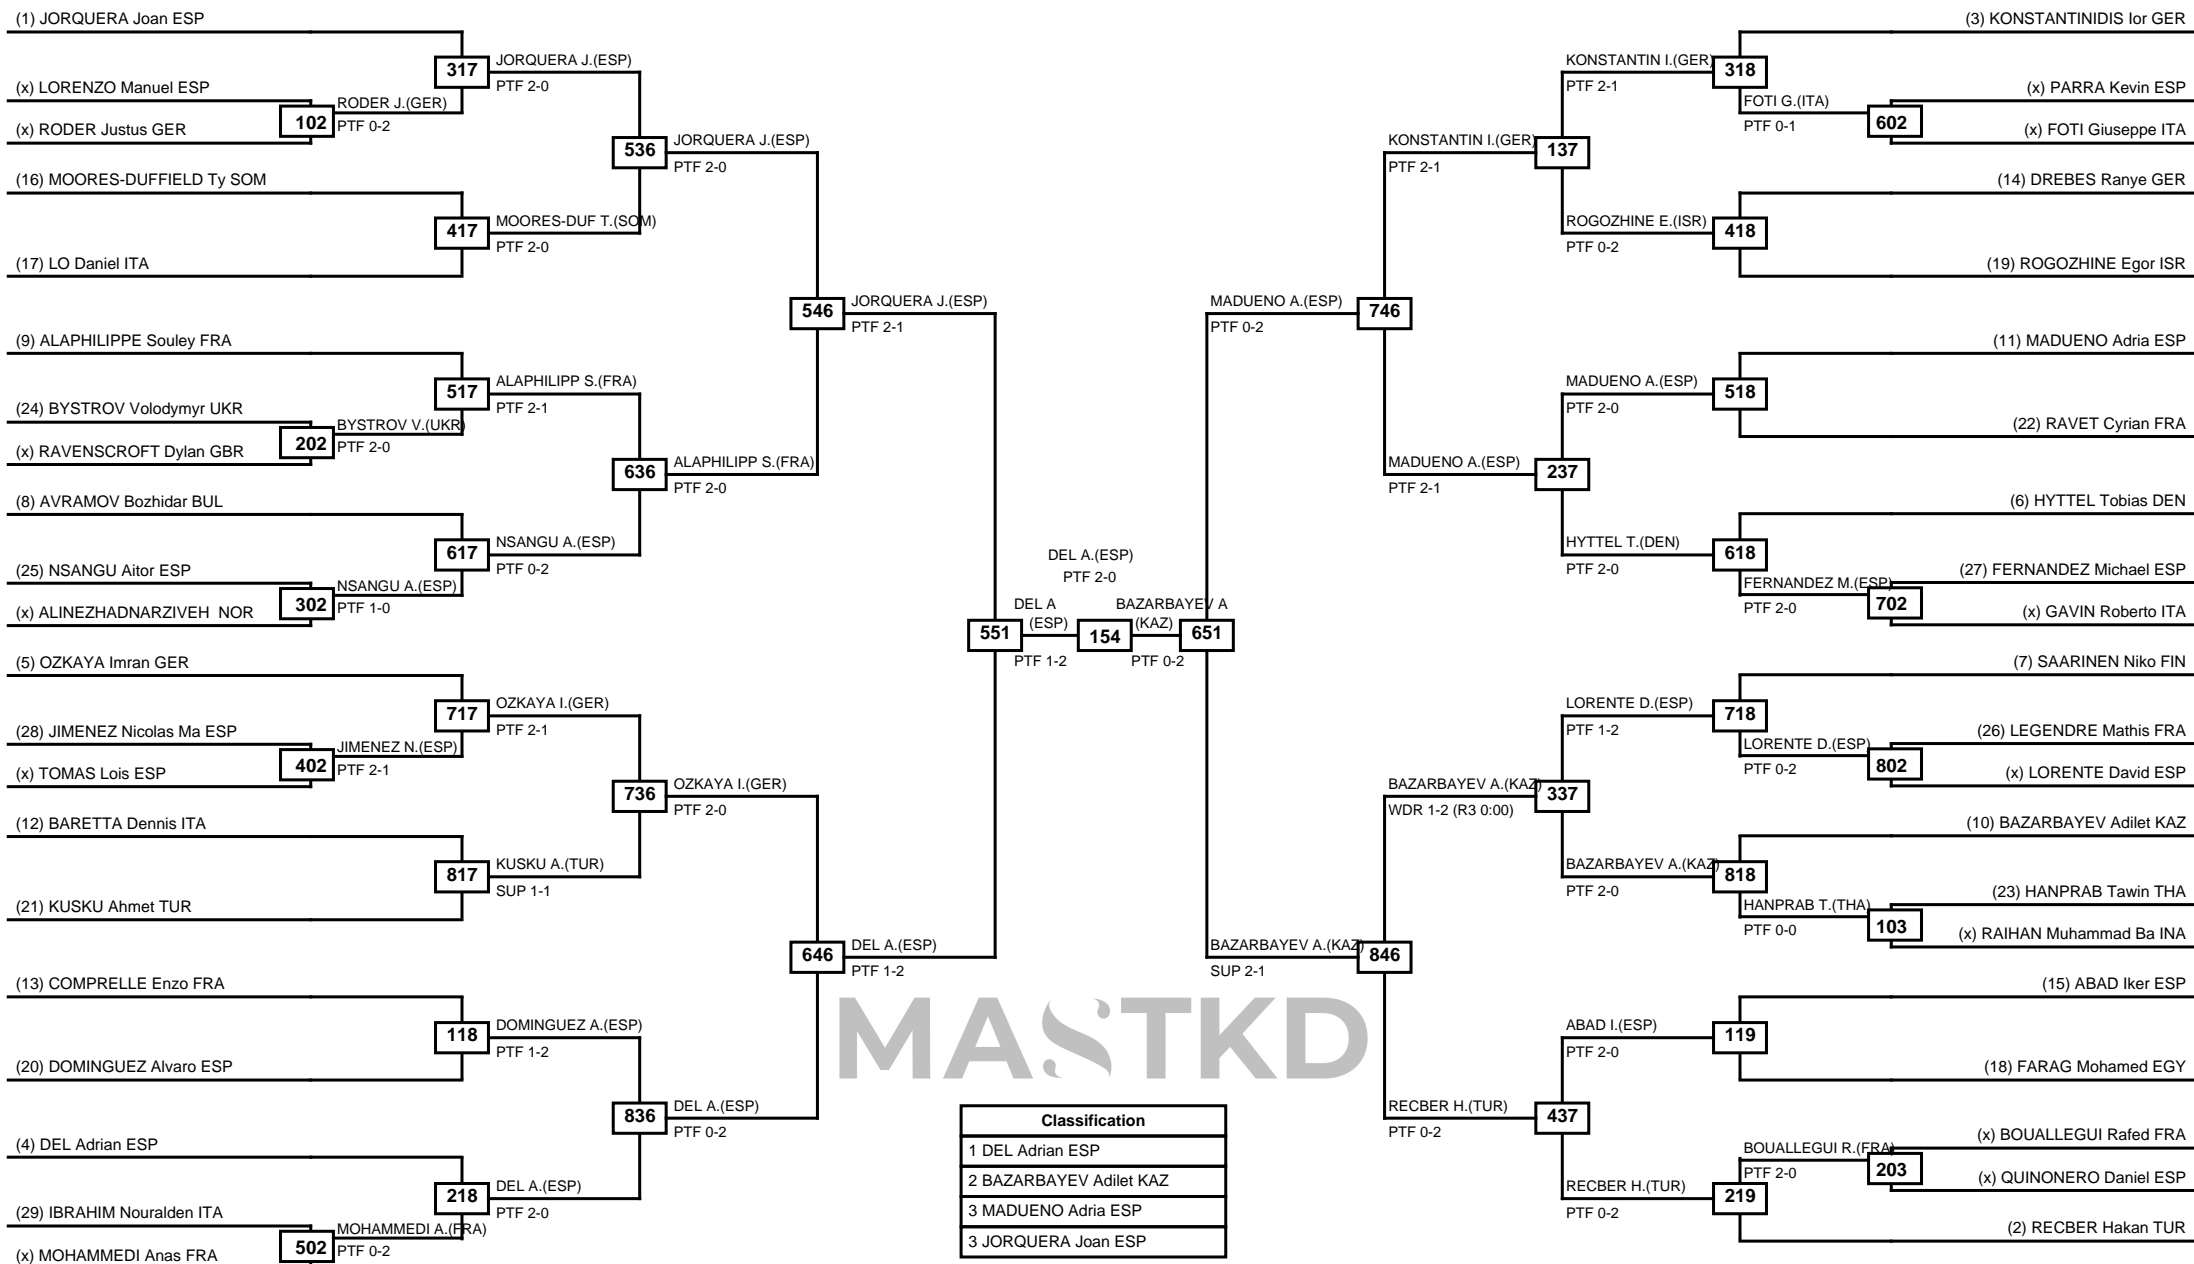 (1) JORQUERA Joan ESP
317
JORQUERA J.(ESP)
PTF 2-0
(x) LORENZO Manuel ESP
102
RODER J.(GER)
PTF 0-2
(x) RODER Justus GER
536
JORQUERA J.(ESP)
PTF 2-0
(16) MOORES-DUFFIELD Ty SOM
417
MOORES-DUF T.(SOM)
PTF 2-0
(17) LO Daniel ITA
546
JORQUERA J.(ESP)
PTF 2-1
(9) ALAPHILIPPE Souley FRA
517
ALAPHILIPP S.(FRA)
PTF 2-1
(24) BYSTROV Volodymyr UKR
202
BYSTROV V.(UKR)
PTF 2-0
(x) RAVENSCROFT Dylan GBR
636
ALAPHILIPP S.(FRA)
PTF 2-0
(8) AVRAMOV Bozhidar BUL
617
NSANGU A.(ESP)
PTF 0-2
(25) NSANGU Aitor ESP
302
NSANGU A.(ESP)
PTF 1-0
(x) ALINEZHADNARZIVEH NOR
551
DEL A
(ESP)
PTF 1-2
(5) OZKAYA Imran GER
717
OZKAYA I.(GER)
PTF 2-1
(28) JIMENEZ Nicolas Ma ESP
402
JIMENEZ N.(ESP)
PTF 2-1
(x) TOMAS Lois ESP
736
OZKAYA I.(GER)
PTF 2-0
(12) BARETTA Dennis ITA
817
KUSKU A.(TUR)
SUP 1-1
(21) KUSKU Ahmet TUR
646
DEL A.(ESP)
PTF 1-2
(13) COMPRELLE Enzo FRA
118
DOMINGUEZ A.(ESP)
PTF 1-2
(20) DOMINGUEZ Alvaro ESP
836
DEL A.(ESP)
PTF 0-2
(4) DEL Adrian ESP
218
DEL A.(ESP)
PTF 2-0
(29) IBRAHIM Nouralden ITA
502
MOHAMMEDI A.(FRA)
PTF 0-2
(x) MOHAMMEDI Anas FRA
DEL A.(ESP)
PTF 2-0
154
BAZARBAYEV A
(KAZ)
PTF 0-2
651
(3) KONSTANTINIDIS Ior GER
KONSTANTIN I.(GER)
318
PTF 2-1
(x) PARRA Kevin ESP
FOTI G.(ITA)
602
PTF 0-1
(x) FOTI Giuseppe ITA
KONSTANTIN I.(GER)
137
PTF 2-1
(14) DREBES Ranye GER
ROGOZHINE E.(ISR)
418
PTF 0-2
(19) ROGOZHINE Egor ISR
MADUENO A.(ESP)
746
PTF 0-2
(11) MADUENO Adria ESP
MADUENO A.(ESP)
518
PTF 2-0
(22) RAVET Cyrian FRA
MADUENO A.(ESP)
237
PTF 2-1
(6) HYTTEL Tobias DEN
HYTTEL T.(DEN)
618
PTF 2-0
(27) FERNANDEZ Michael ESP
FERNANDEZ M.(ESP)
702
PTF 2-0
(x) GAVIN Roberto ITA
(7) SAARINEN Niko FIN
LORENTE D.(ESP)
718
PTF 1-2
(26) LEGENDRE Mathis FRA
LORENTE D.(ESP)
802
PTF 0-2
(x) LORENTE David ESP
BAZARBAYEV A.(KAZ)
337
WDR 1-2 (R3 0:00)
(10) BAZARBAYEV Adilet KAZ
BAZARBAYEV A.(KAZ)
818
PTF 2-0
(23) HANPRAB Tawin THA
HANPRAB T.(THA)
103
PTF 0-0
(x) RAIHAN Muhammad Ba INA
BAZARBAYEV A.(KAZ)
846
SUP 2-1
(15) ABAD Iker ESP
ABAD I.(ESP)
119
PTF 2-0
(18) FARAG Mohamed EGY
RECBER H.(TUR)
437
PTF 0-2
(x) BOUALLEGUI Rafed FRA
BOUALLEGUI R.(FRA)
203
PTF 2-0
(x) QUINONERO Daniel ESP
RECBER H.(TUR)
219
PTF 0-2
(2) RECBER Hakan TUR
MASTKD
Classification
1 DEL Adrian ESP
2 BAZARBAYEV Adilet KAZ
3 MADUENO Adria ESP
3 JORQUERA Joan ESP